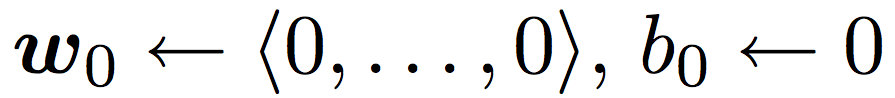 w₀ ← ⟨0, . . . , 0⟩, b₀ ← 0